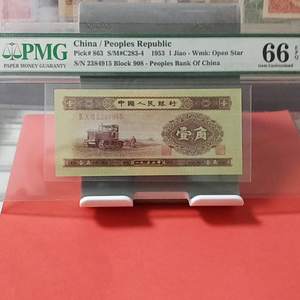 PMG
PAPER MONEY GUARANTY
China / Peoples Republic
Pick# 863 S/M#C283-4 1953 1 Jiao - Wmk: Open Star
S/N 2384915 Block 908 - Peoples Bank Of China
66 EPQ
Gem Uncirculated
中國人民銀行
2384915
壹角